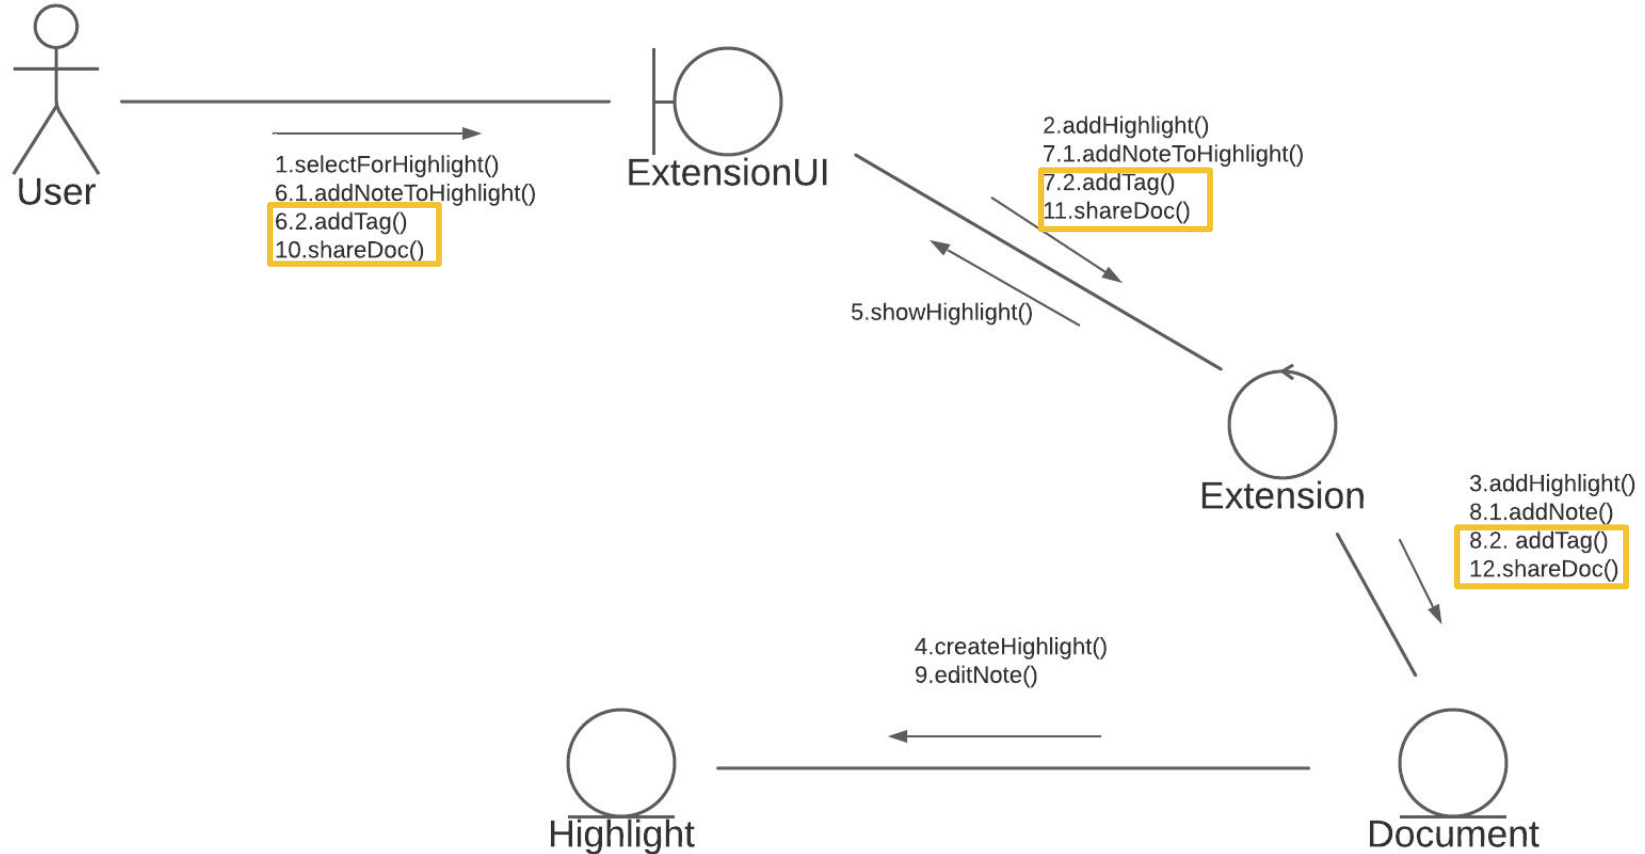 User
1.selectForHighlight()
6.1.addNoteToHighlight()
6.2.addTag()
10.shareDoc()
ExtensionUI
2.addHighlight()
7.1.addNoteToHighlight()
7.2.addTag()
11.shareDoc()
5.showHighlight()
Extension
3.addHighlight()
8.1.addNote()
8.2. addTag()
12.shareDoc()
4.createHighlight()
9.editNote()
Highlight
Document